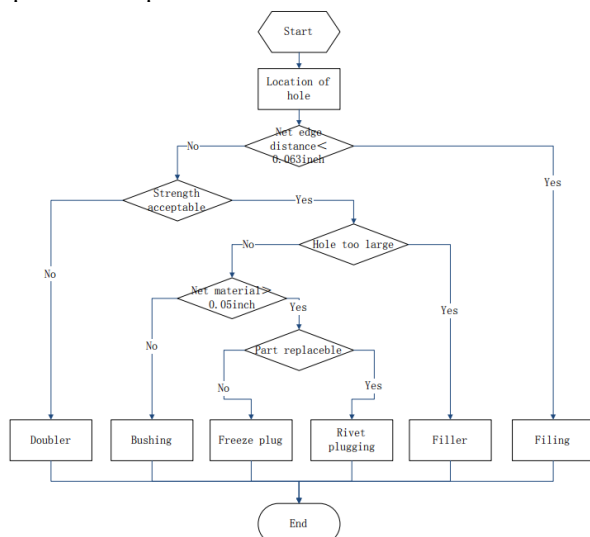 Start
Location of
hole
Net edge
distance<
0.063inch
No
Yes
Strength
acceptable
Yes
No
Hole too large
No
Yes
Net material≥
0.05inch
Yes
No
Part replaceble
No
Yes
Doubler
Bushing
Freeze plug
Rivet
plugging
Filler
Filing
End